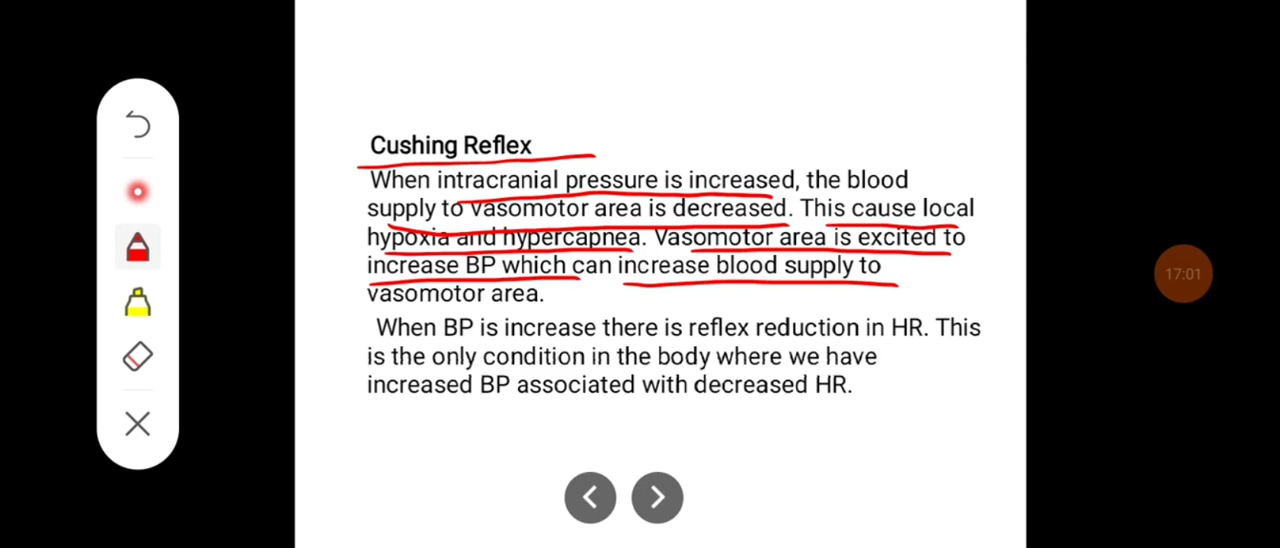 Cushing Reflex
When intracranial pressure is increased, the blood
supply to vasomotor area is decreased. This cause local
hypoxia and hypercapnea. Vasomotor area is excited to
increase BP which can increase blood supply to
vasomotor area.
When BP is increase there is reflex reduction in HR. This
is the only condition in the body where we have
increased BP associated with decreased HR.
17:01